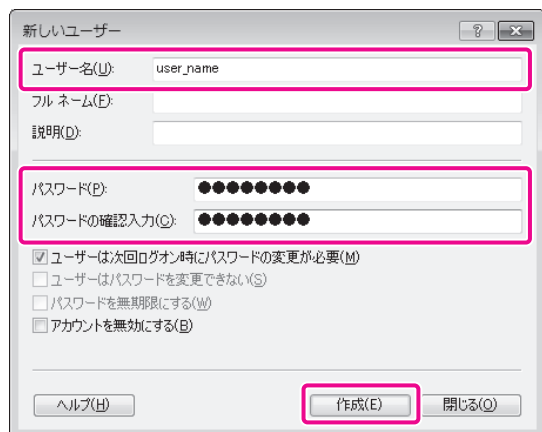 新しいユーザー
ユーザー名(U): user_name
フル ネーム(F):
説明(D):
パスワード(P): ●●●●●●●●
パスワードの確認入力(C): ●●●●●●●●
ユーザーは次回ログオン時にパスワードの変更が必要(M)
ユーザーはパスワードを変更できない(S)
パスワードを無期限にする(W)
アカウントを無効にする(B)
ヘルプ(H) 作成(E) 閉じる(O)